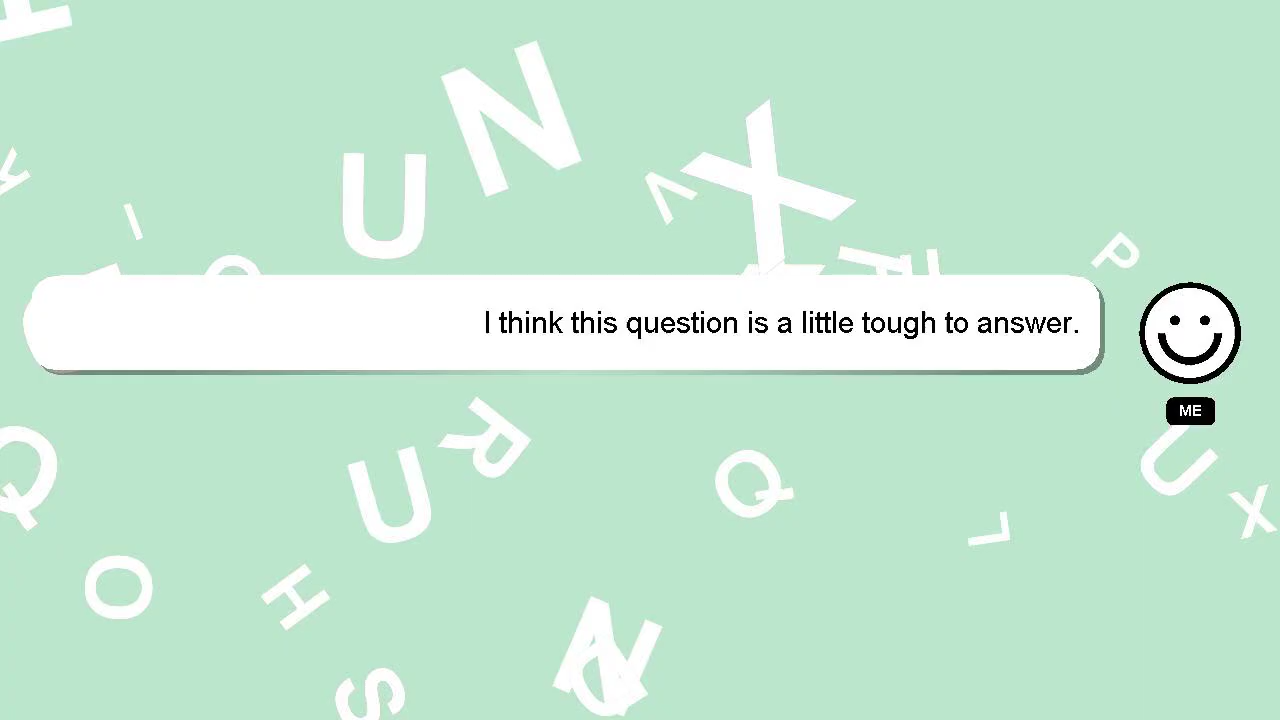 H
N
X
U
V
R
I
P
I think this question is a little tough to answer.
ME
R
Q
U
Q
U
X
L
O
H
N
S